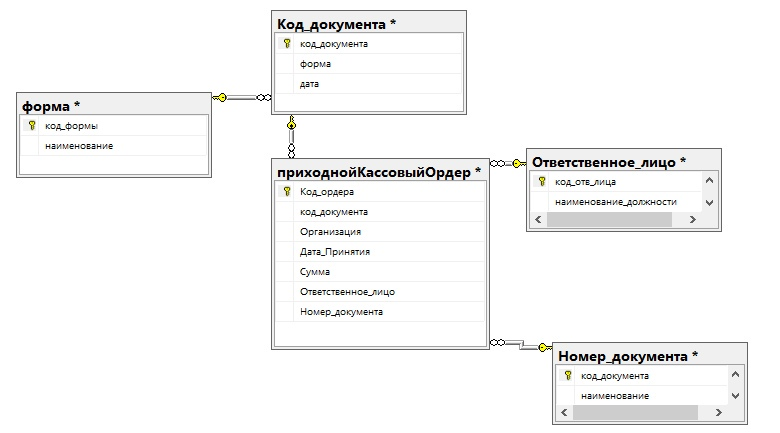 Код_документа *
код_документа
форма
дата
форма *
код_формы
наименование
приходнойКассовыйОрдер *
Код_ордера
код_документа
Организация
Дата_Принятия
Сумма
Ответственное_лицо
Номер_документа
Ответственное_лицо *
код_отв_лица
наименование_должности
Номер_документа *
код_документа
наименование